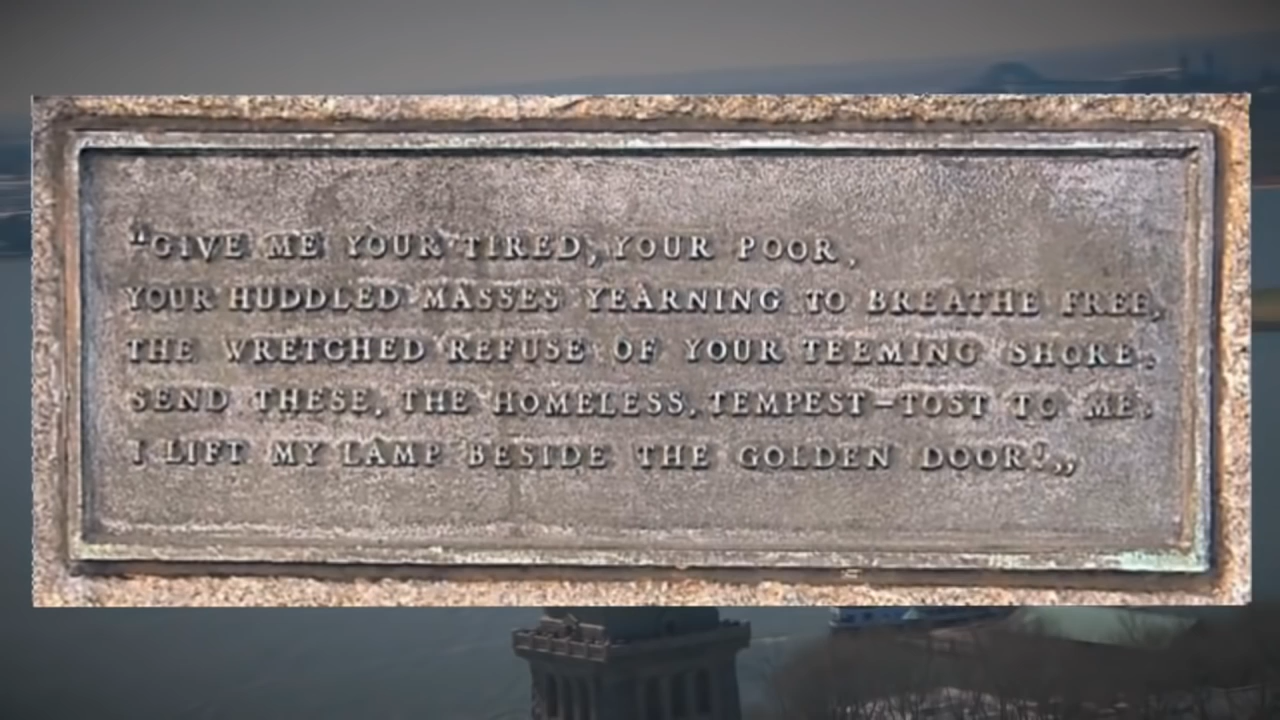 "GIVE ME YOUR TIRED, YOUR POOR,
YOUR HUDDLED MASSES YEARNING TO BREATHE FREE,
THE WRETCHED REFUSE OF YOUR TEEMING SHORE.
SEND THESE, THE HOMELESS, TEMPEST-TOST TO ME,
I LIFT MY LAMP BESIDE THE GOLDEN DOOR!„